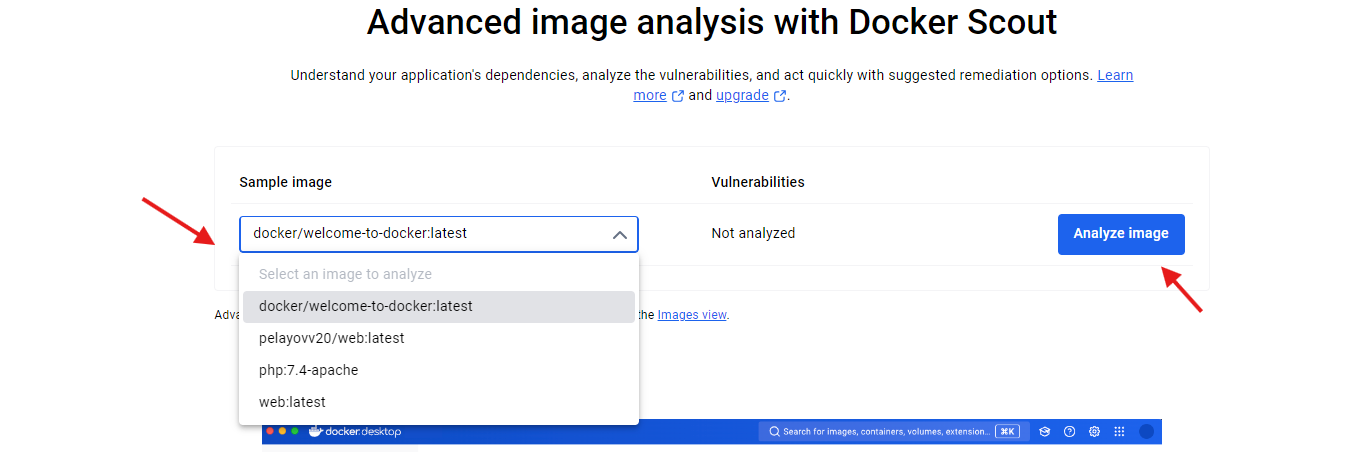 Advanced image analysis with Docker Scout
Understand your application's dependencies, analyze the vulnerabilities, and act quickly with suggested remediation options. Learn
more and upgrade.
Sample image
Vulnerabilities
docker/welcome-to-docker:latest
Not analyzed
Analyze image
Select an image to analyze
docker/welcome-to-docker:latest
the Images view.
pelayovv20/web:latest
php:7.4-apache
web:latest
docker.desktop
Search for images, containers, volumes, extension...
⌘K